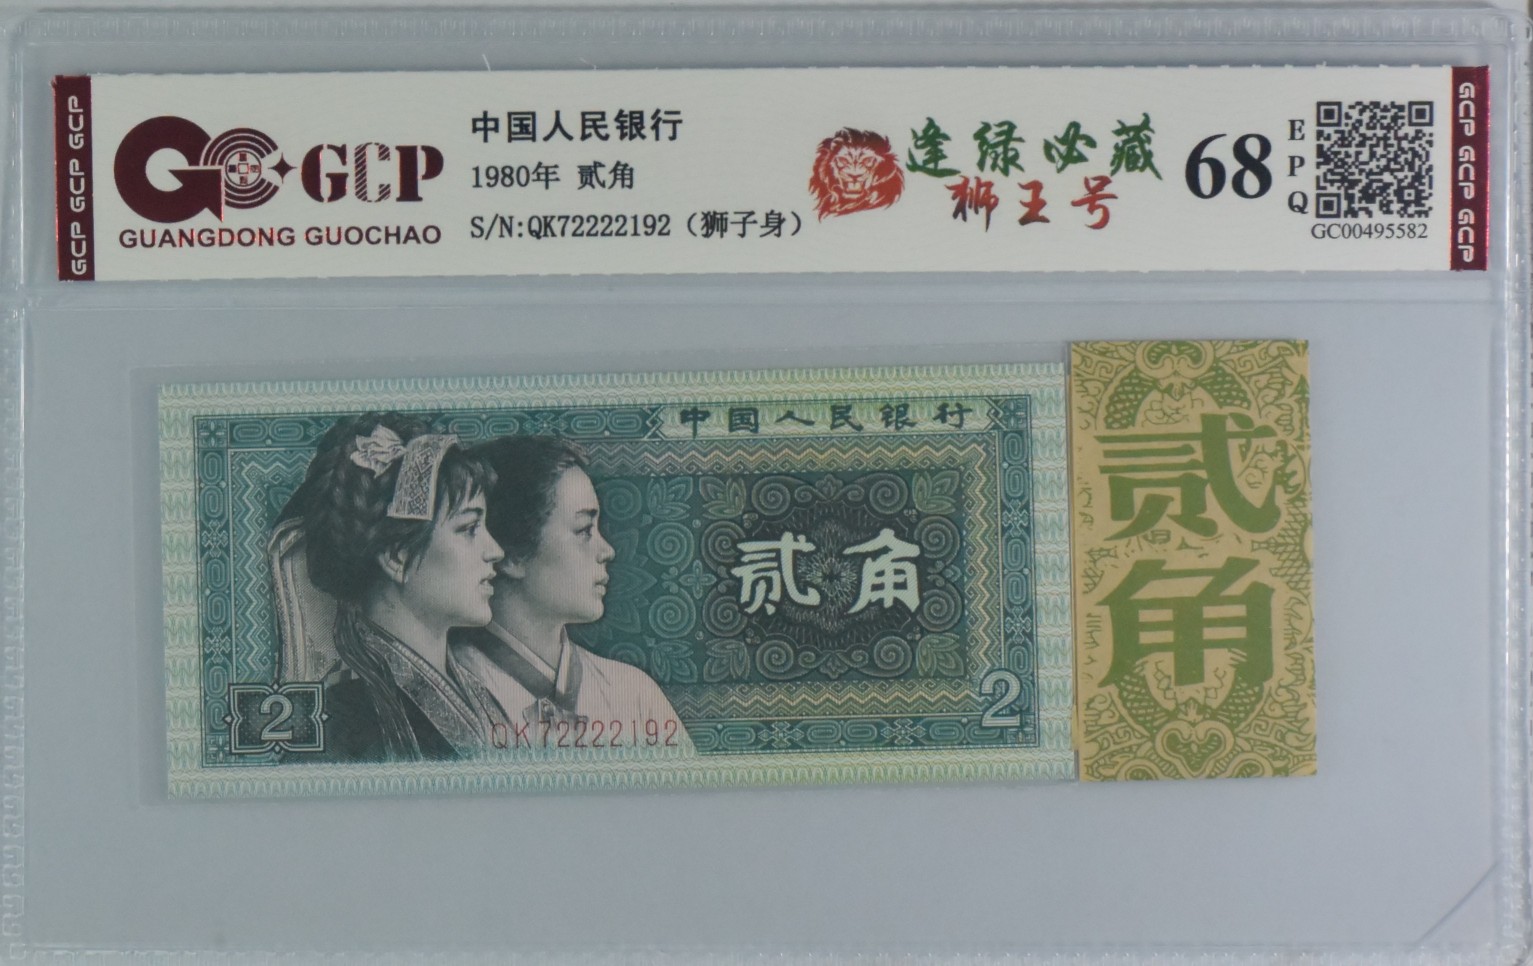 GCP GCP GCP
GCP
GUANGDONG GUOCHAO
中国人民银行
1980年 贰角
S/N:QK72222192（狮子身）
逢绿必藏
狮王号
68
EPQ
GC00495582
GCP GCP GCP
中国人民银行
贰角
2
2
QK72222192
贰角